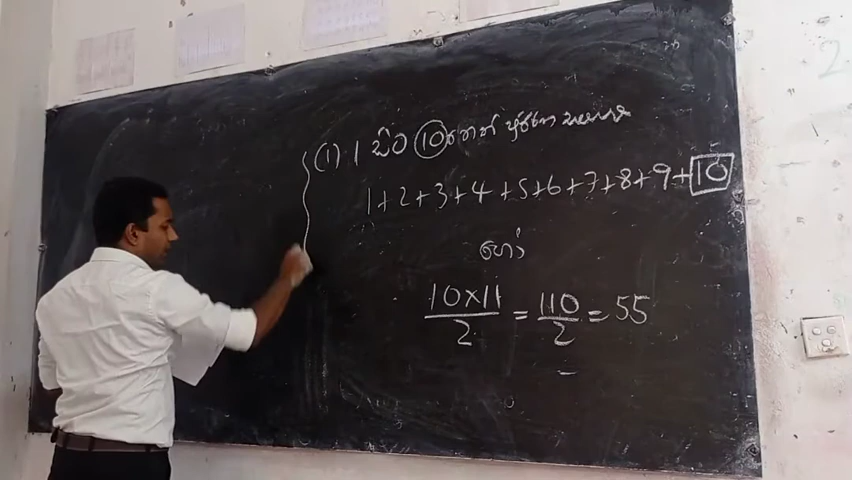 (1) 1 සිට 10 තෙක්
1+2+3+4+5+6+7+8+9+10
හෝ
10×11/2 = 110/2 = 55